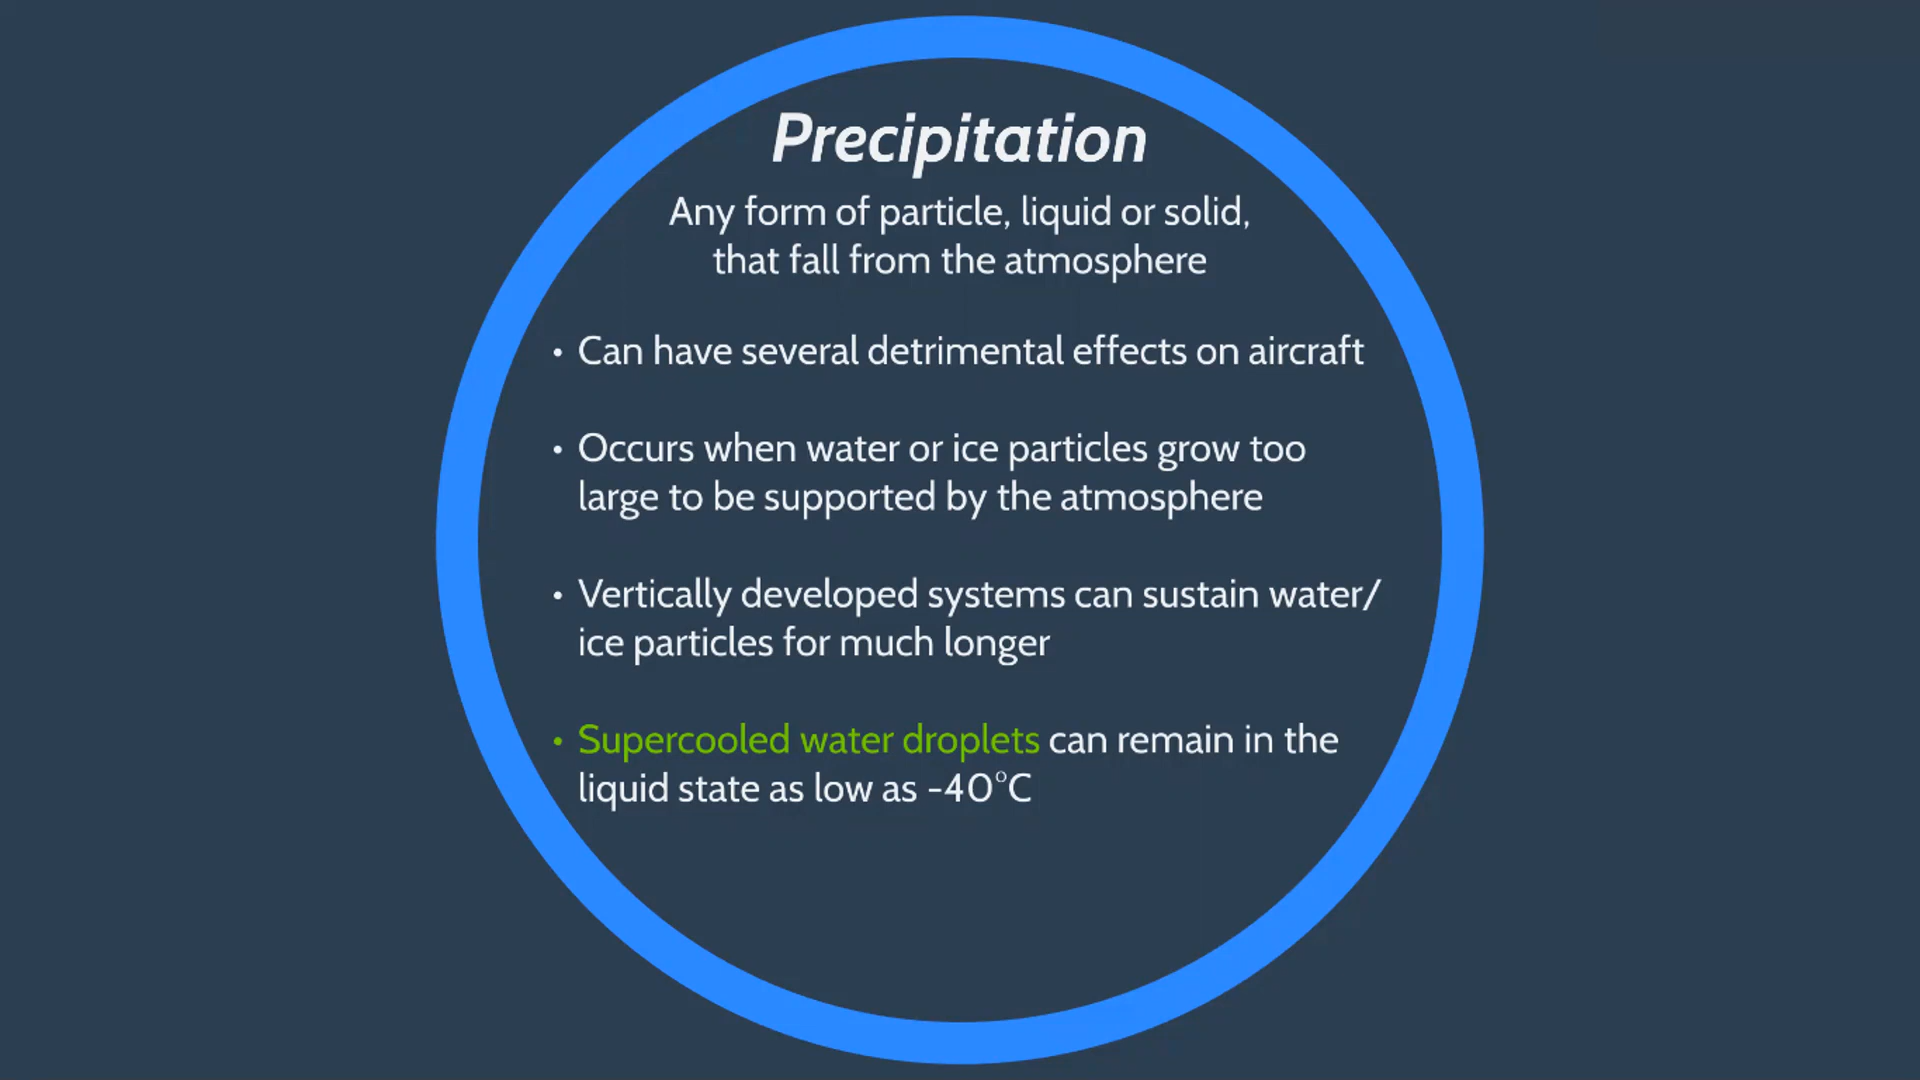 Precipitation
Any form of particle, liquid or solid,
that fall from the atmosphere
• Can have several detrimental effects on aircraft
• Occurs when water or ice particles grow too
large to be supported by the atmosphere
• Vertically developed systems can sustain water/
ice particles for much longer
• Supercooled water droplets can remain in the
liquid state as low as -40°C